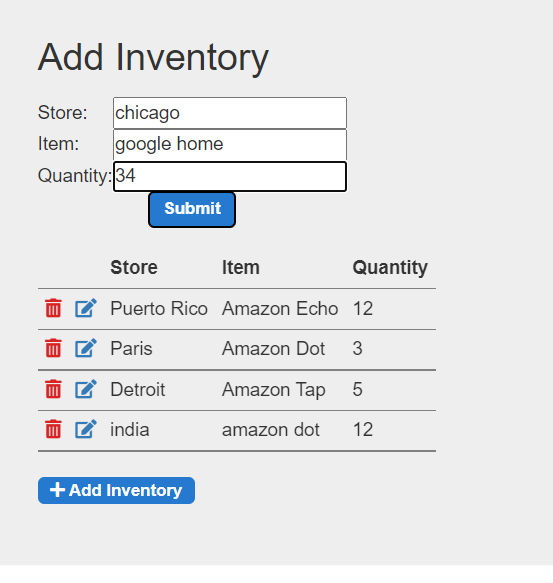 Add Inventory
Store: chicago
Item: google home
Quantity: 34
Submit
Store Item Quantity
Puerto Rico Amazon Echo 12
Paris Amazon Dot 3
Detroit Amazon Tap 5
india amazon dot 12
Add Inventory